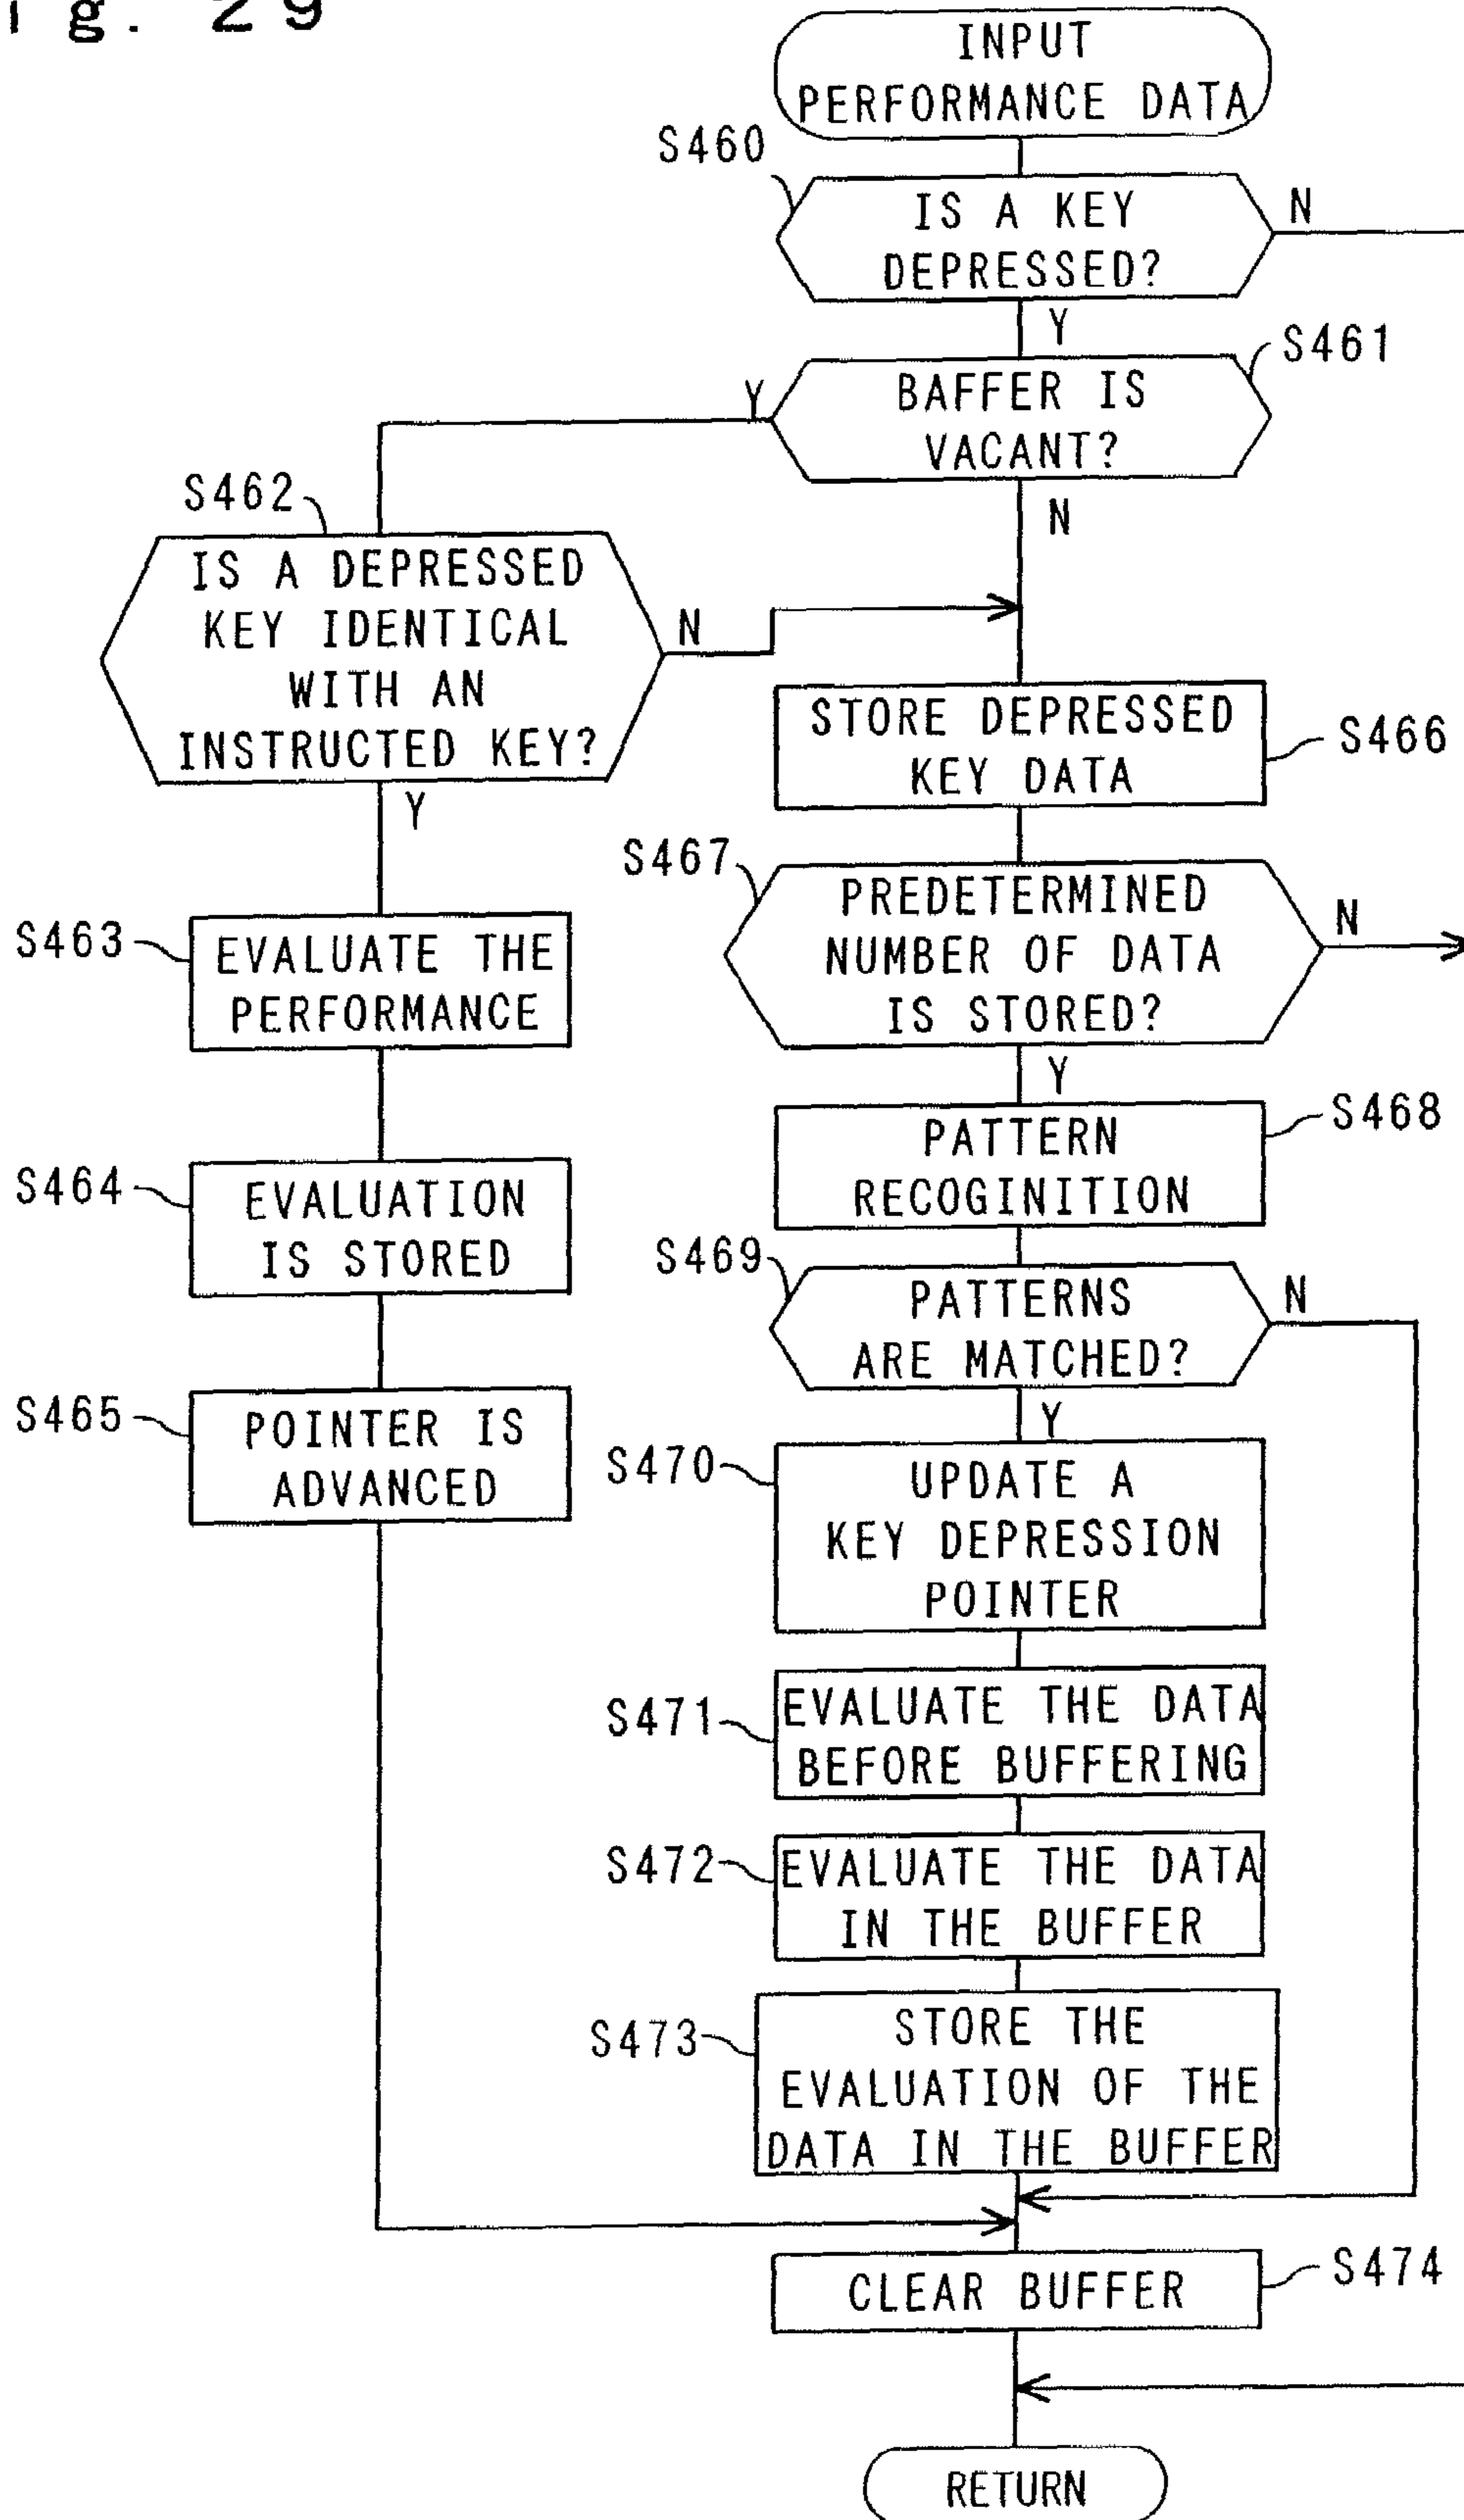 ig. 29
INPUT
PERFORMANCE DATA
S460
IS A KEY
DEPRESSED?
N
Y
S461
BAFFER IS
VACANT?
Y
N
S462
IS A DEPRESSED
KEY IDENTICAL
WITH AN
INSTRUCTED KEY?
N
Y
S463
EVALUATE THE
PERFORMANCE
S464
EVALUATION
IS STORED
S465
POINTER IS
ADVANCED
STORE DEPRESSED
KEY DATA
S466
S467
PREDETERMINED
NUMBER OF DATA
IS STORED?
N
Y
PATTERN
RECOGINITION
S468
S469
PATTERNS
ARE MATCHED?
N
Y
S470
UPDATE A
KEY DEPRESSION
POINTER
S471
EVALUATE THE DATA
BEFORE BUFFERING
S472
EVALUATE THE DATA
IN THE BUFFER
S473
STORE THE
EVALUATION OF THE
DATA IN THE BUFFER
CLEAR BUFFER
S474
RETURN